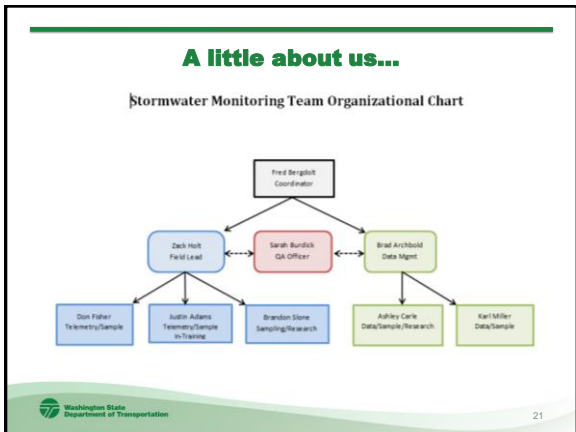 A little about us...
Stormwater Monitoring Team Organizational Chart
Fred Bergdolt
Coordinator
Zack Holt
Field Lead
Sarah Burdick
QA Officer
Brad Archbold
Data Mgmt
Don Fisher
Telemetry/Sample
Justin Adams
Telemetry/Sample
In-Training
Brandon Slone
Sampling/Research
Ashley Carle
Data/Sample/Research
Karl Miller
Data/Sample
Washington State
Department of Transportation
21